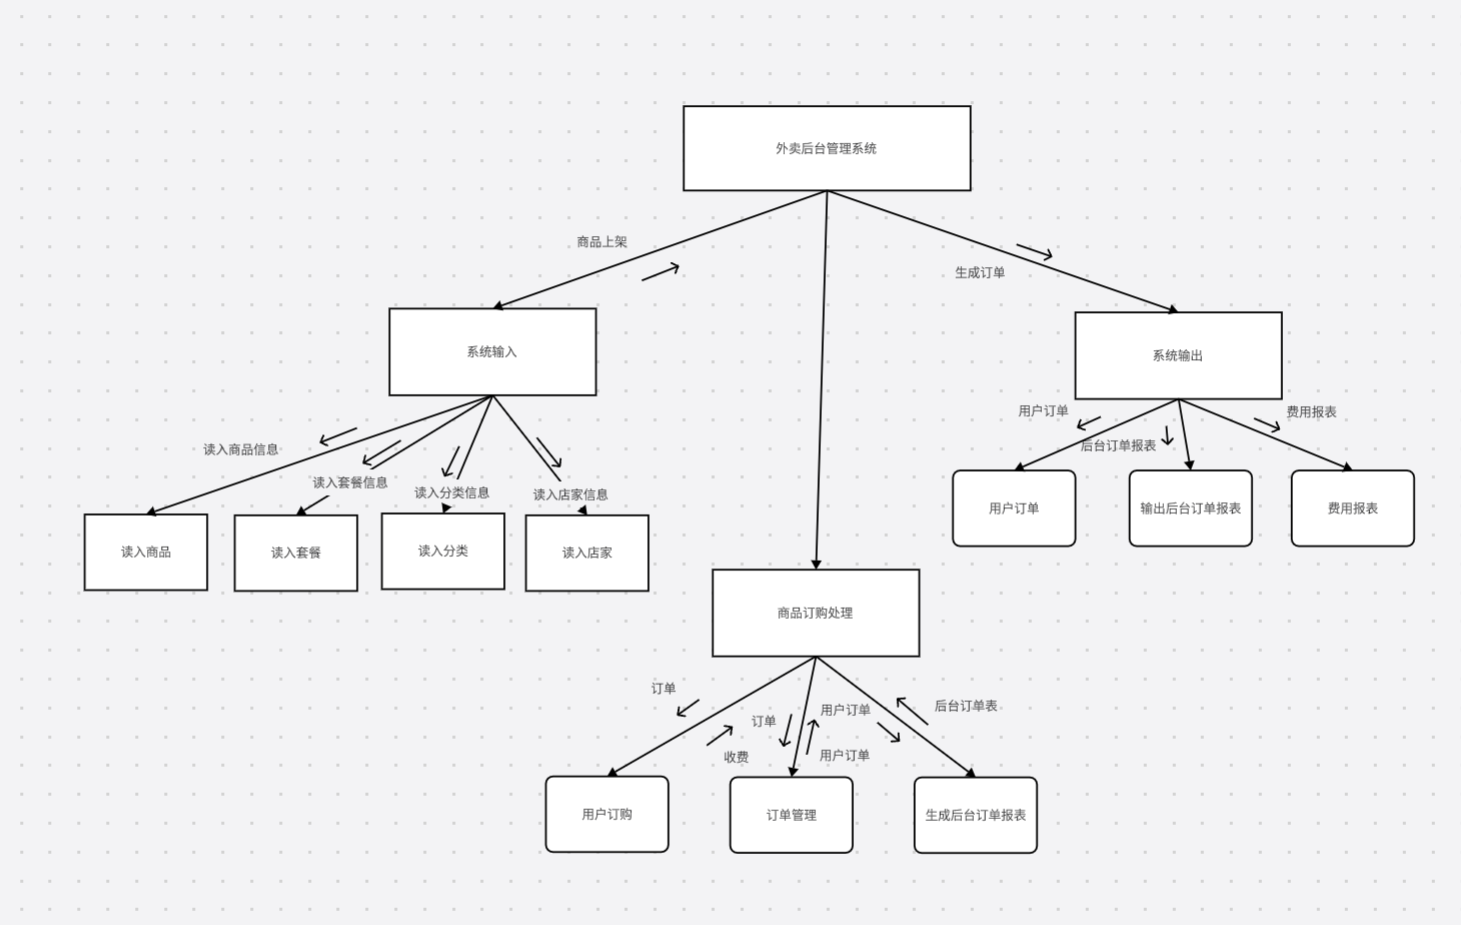 外卖后台管理系统
商品上架
生成订单
系统输入
系统输出
用户订单
费用报表
后台订单报表
读入商品信息
读入套餐信息
读入分类信息
读入店家信息
用户订单
输出后台订单报表
费用报表
读入商品
读入套餐
读入分类
读入店家
商品订购处理
订单
订单
用户订单
后台订单表
收费
用户订单
用户订购
订单管理
生成后台订单报表